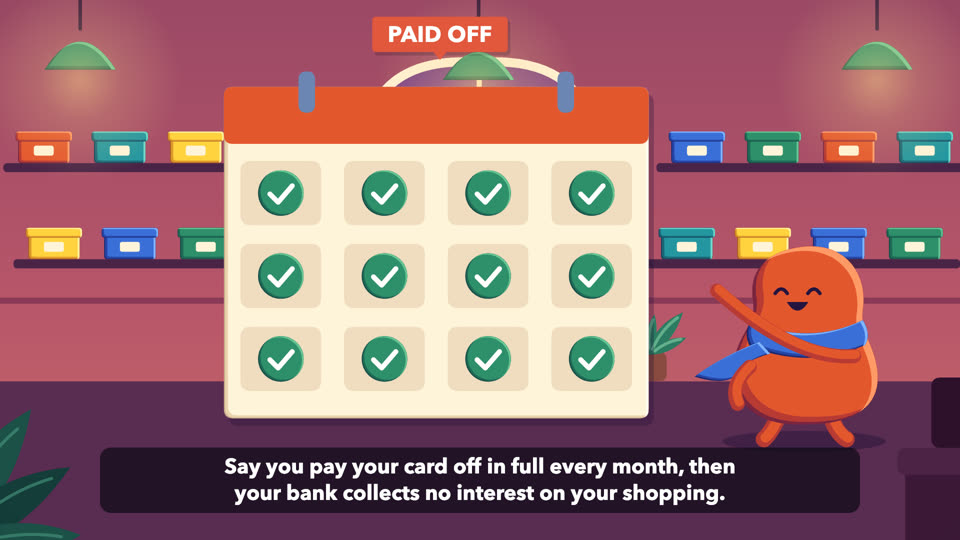 PAID OFF
Say you pay your card off in full every month, then
your bank collects no interest on your shopping.